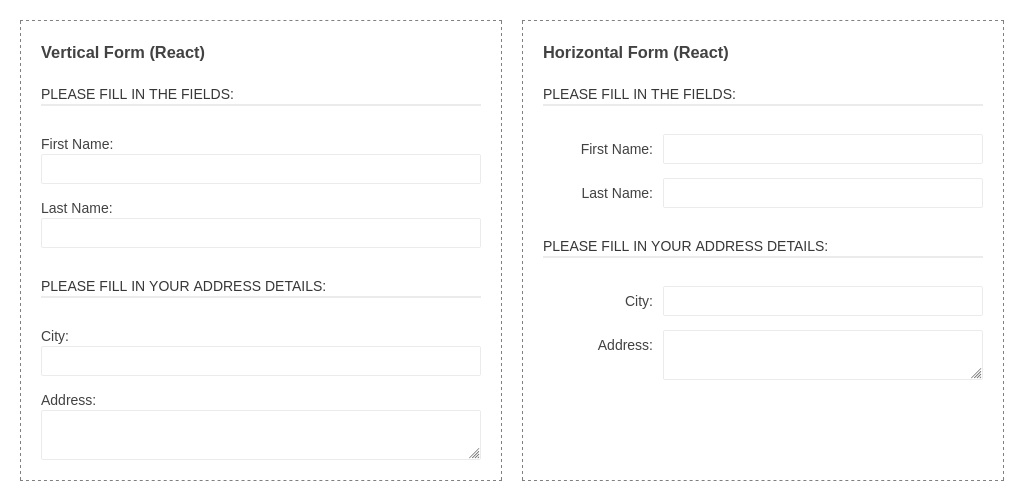 Vertical Form (React)
PLEASE FILL IN THE FIELDS:
First Name:
Last Name:
PLEASE FILL IN YOUR ADDRESS DETAILS:
City:
Address:
Horizontal Form (React)
PLEASE FILL IN THE FIELDS:
First Name:
Last Name:
PLEASE FILL IN YOUR ADDRESS DETAILS:
City:
Address: